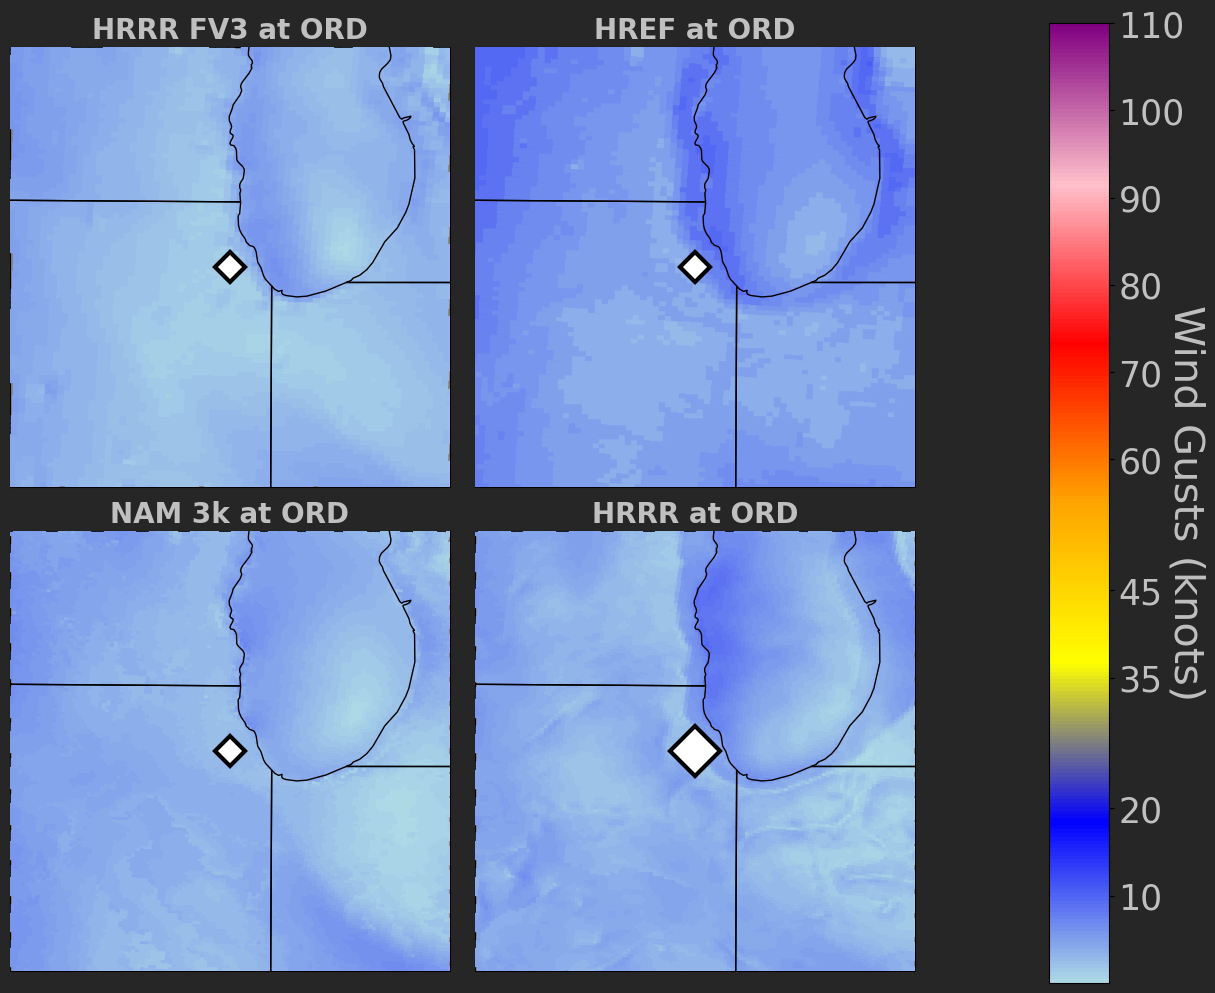 HRRR FV3 at ORD
HREF at ORD
NAM 3k at ORD
HRRR at ORD
110
100
90
80
70
60
45
35
20
10
Wind Gusts (knots)